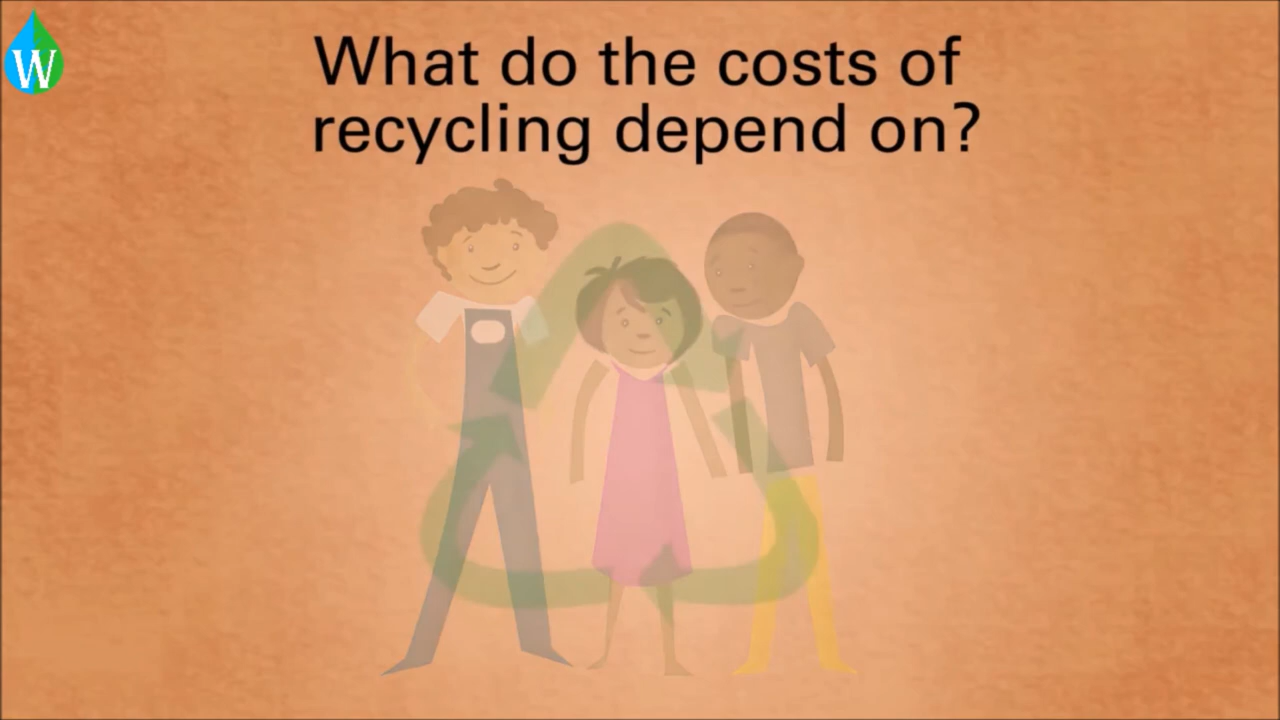 W
What do the costs of
recycling depend on?